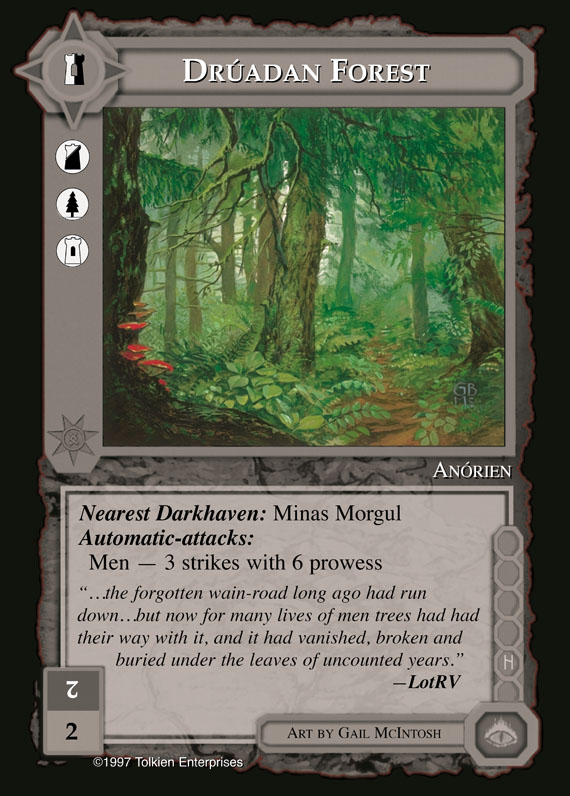 DRÚADAN FOREST
GB
ANÓRIEN
Nearest Darkhaven: Minas Morgul
Automatic-attacks:
Men — 3 strikes with 6 prowess
“…the forgotten wain-road long ago had run
down…but now for many lives of men trees had had
their way with it, and it had vanished, broken and
buried under the leaves of uncounted years.”
—LotRV
2
2
ART BY GAIL MCINTOSH
©1997 Tolkien Enterprises